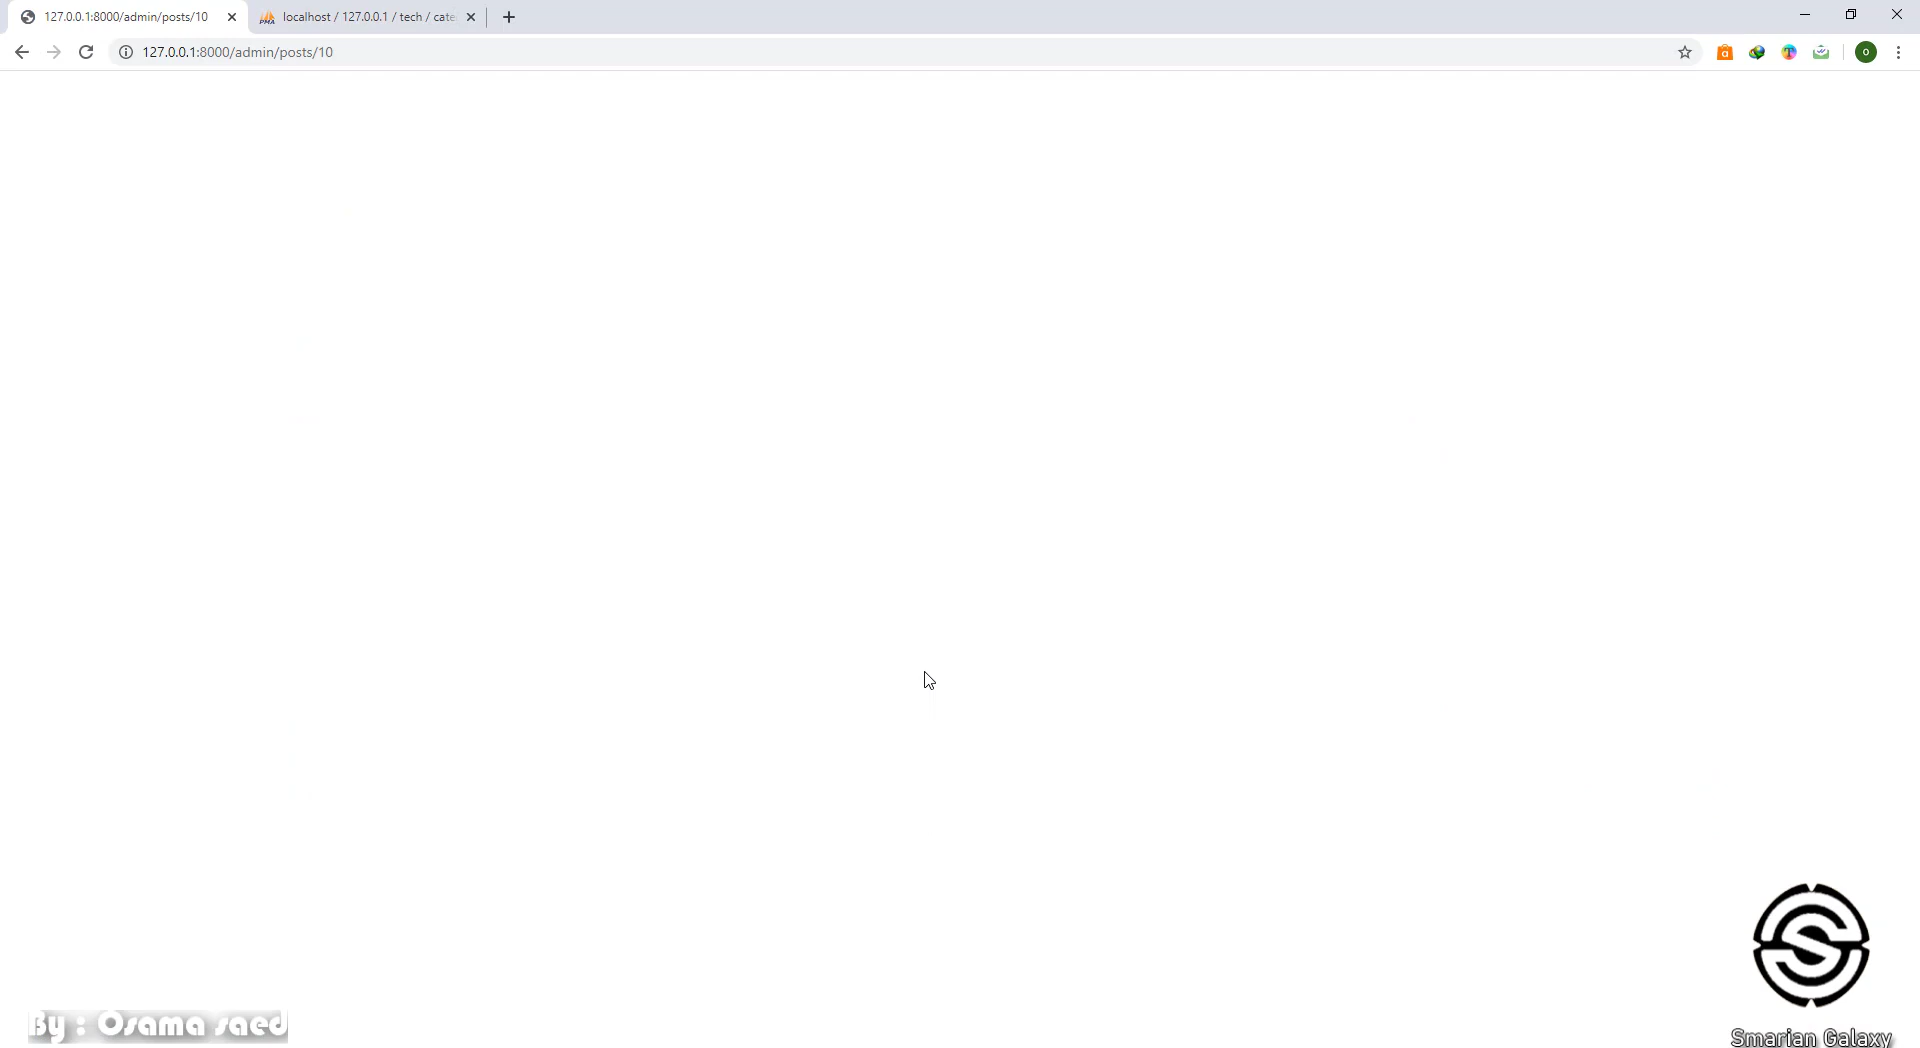 127.0.0.1:8000/admin/posts/10
localhost / 127.0.0.1 / tech / cate
127.0.0.1:8000/admin/posts/10
By : Osama saed
Smarian Galaxy